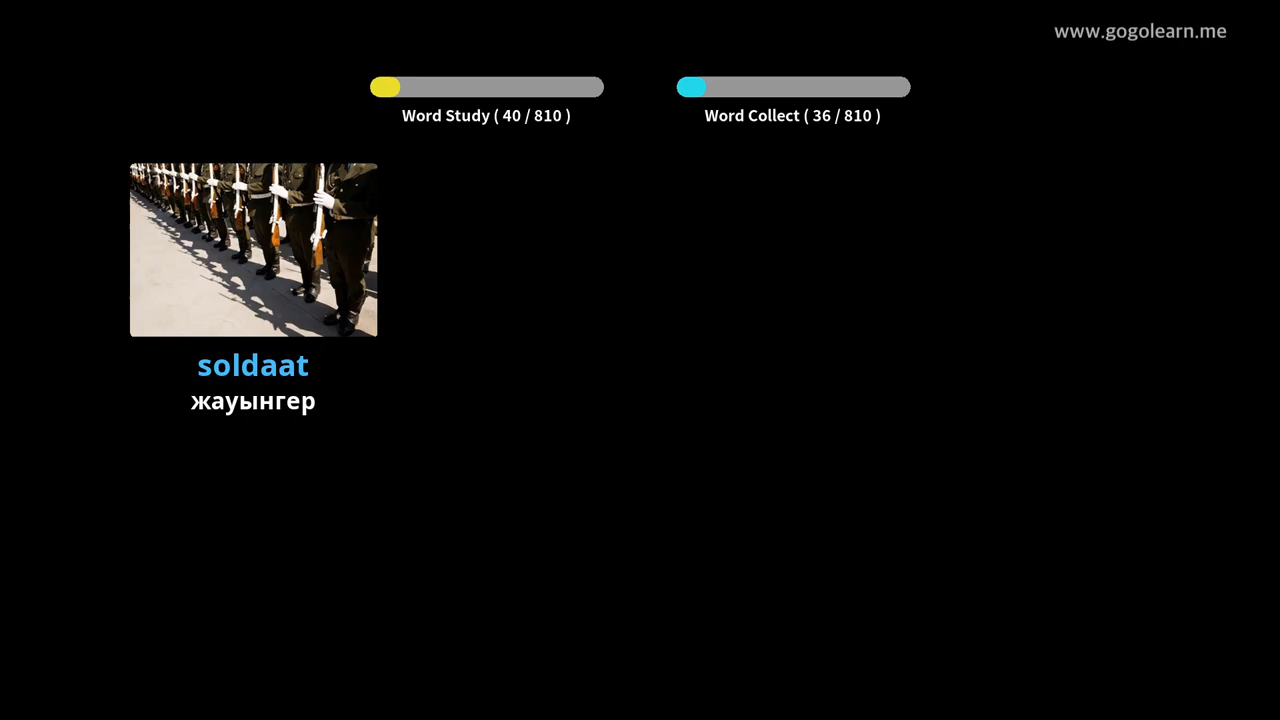 www.gogolearn.me
Word Study ( 40 / 810 )
Word Collect ( 36 / 810 )
soldaat
жауынгер